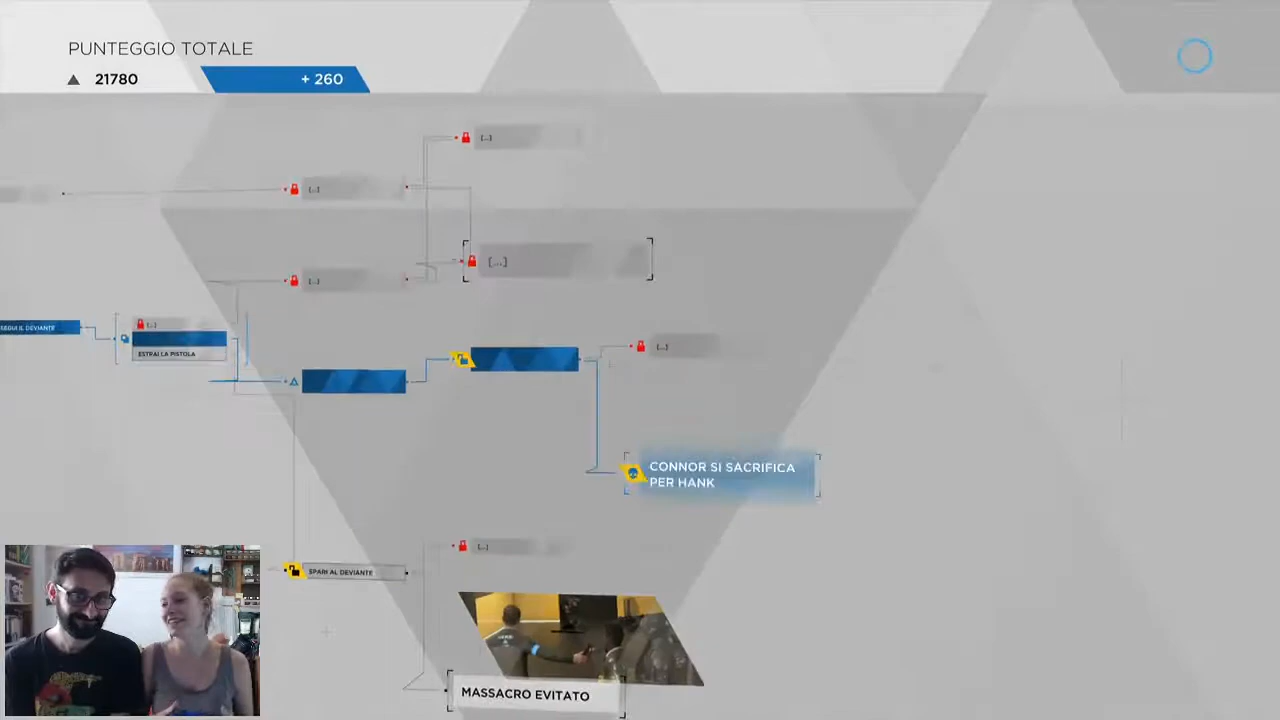 PUNTEGGIO TOTALE
21780
+ 260
[...]
[...]
[...]
[...]
SEGUI IL DEVIANTE
[...]
ESTRAI LA PISTOLA
[...]
CONNOR SI SACRIFICA
PER HANK
[...]
SPARI AL DEVIANTE
MASSACRO EVITATO